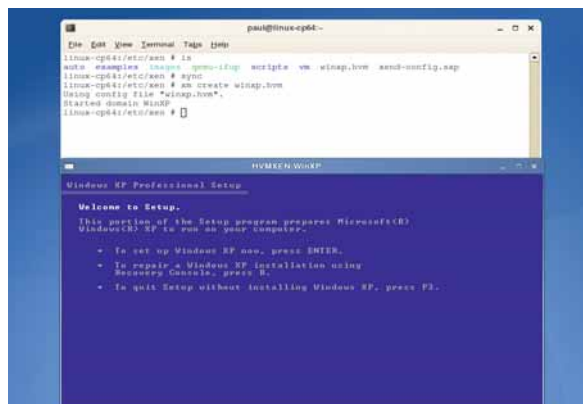 paul@linux-cp64:~
File Edit View Terminal Tabs Help
linux-cp64:/etc/xen # ls
auto examples images qemu-ifup scripts vm winxp.hvm xend-config.sxp
linux-cp64:/etc/xen # sync
linux-cp64:/etc/xen # xm create winxp.hvm
Using config file "winxp.hvm".
Started domain WinXP
linux-cp64:/etc/xen #
HVMXEN-WinXP
Windows XP Professional Setup
Welcome to Setup.
This portion of the Setup program prepares Microsoft(R)
Windows(R) XP to run on your computer.
• To set up Windows XP now, press ENTER.
• To repair a Windows XP installation using
Recovery Console, press R.
• To quit Setup without installing Windows XP, press F3.